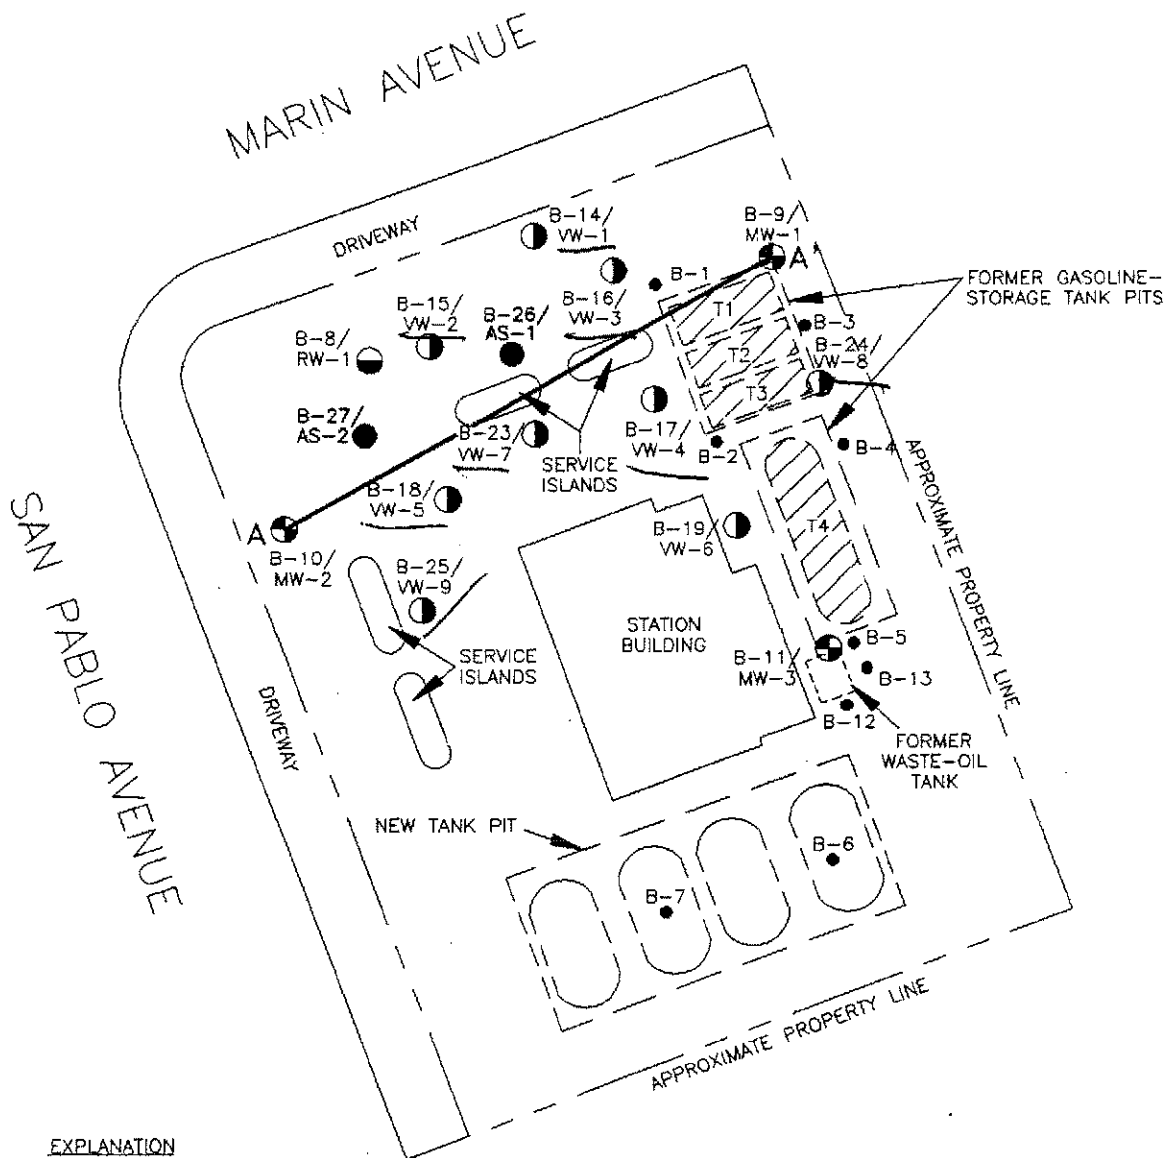 MARIN AVENUE
DRIVEWAY
B-14/
VW-1
B-9/
MW-1
A'
B-1
FORMER GASOLINE-
STORAGE TANK PITS
B-15/
VW-2
B-26/
AS-1
B-16/
VW-3
T1
B-3
B-8/
RW-1
T2
B-24/
VW-8
T3
B-27/
AS-2
B-23/
VW-7
B-17/
VW-4
B-2
B-4
SERVICE
ISLANDS
APPROXIMATE PROPERTY LINE
SAN PABLO AVENUE
B-18/
VW-5
A
B-10/
MW-2
B-19/
VW-6
T4
B-25/
VW-9
STATION
BUILDING
B-5
B-11/
MW-3
B-13
SERVICE
ISLANDS
DRIVEWAY
B-12
FORMER
WASTE-OIL
TANK
NEW TANK PIT
B-6
B-7
APPROXIMATE PROPERTY LINE
EXPLANATION